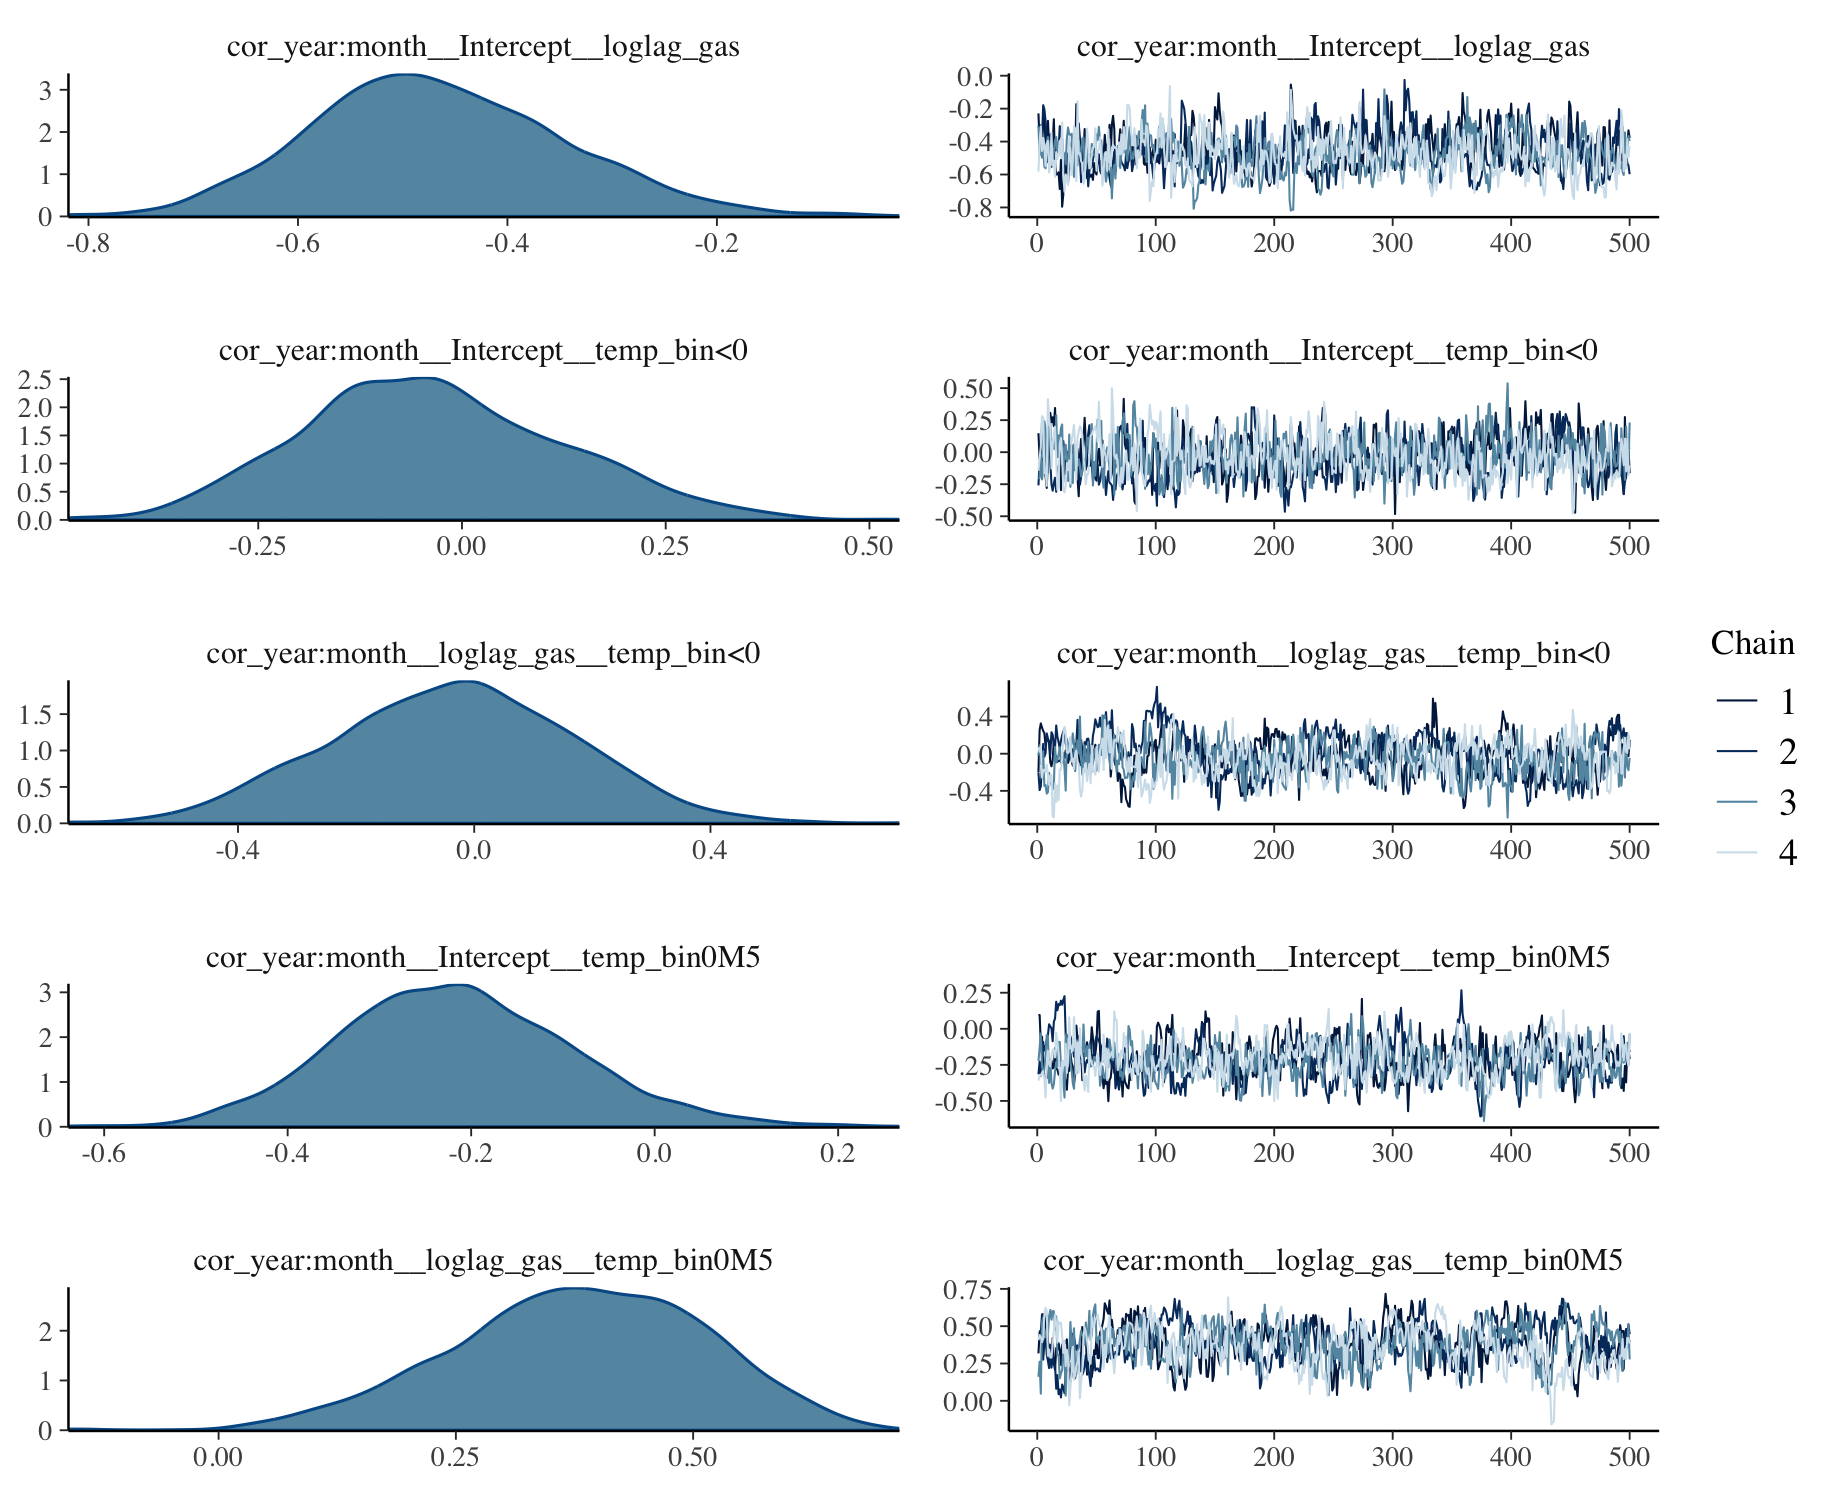 cor_year:month__Intercept__loglag_gas
3
2
1
0
-0.8 -0.6 -0.4 -0.2
cor_year:month__Intercept__loglag_gas
0.0
-0.2
-0.4
-0.6
-0.8
0 100 200 300 400 500
cor_year:month__Intercept__temp_bin<0
2.5
2.0
1.5
1.0
0.5
0.0
-0.25 0.00 0.25 0.50
cor_year:month__Intercept__temp_bin<0
0.50
0.25
0.00
-0.25
-0.50
0 100 200 300 400 500
cor_year:month__loglag_gas__temp_bin<0
1.5
1.0
0.5
0.0
-0.4 0.0 0.4
cor_year:month__loglag_gas__temp_bin<0
0.4
0.0
-0.4
0 100 200 300 400 500
cor_year:month__Intercept__temp_bin0M5
3
2
1
0
-0.6 -0.4 -0.2 0.0 0.2
cor_year:month__Intercept__temp_bin0M5
0.25
0.00
-0.25
-0.50
0 100 200 300 400 500
cor_year:month__loglag_gas__temp_bin0M5
2
1
0
0.00 0.25 0.50
cor_year:month__loglag_gas__temp_bin0M5
0.75
0.50
0.25
0.00
0 100 200 300 400 500
Chain
1
2
3
4